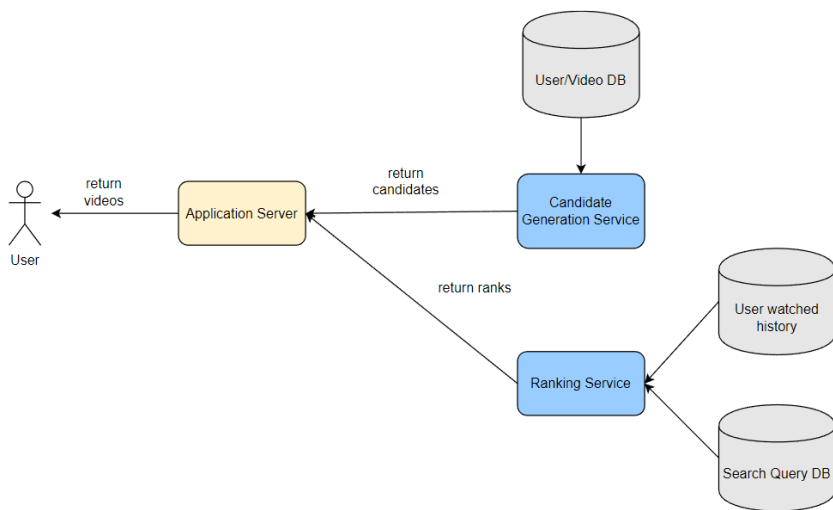 User/Video DB
return
candidates
return
videos
Candidate
Generation Service
Application Server
User
return ranks
User watched
history
Ranking Service
Search Query DB